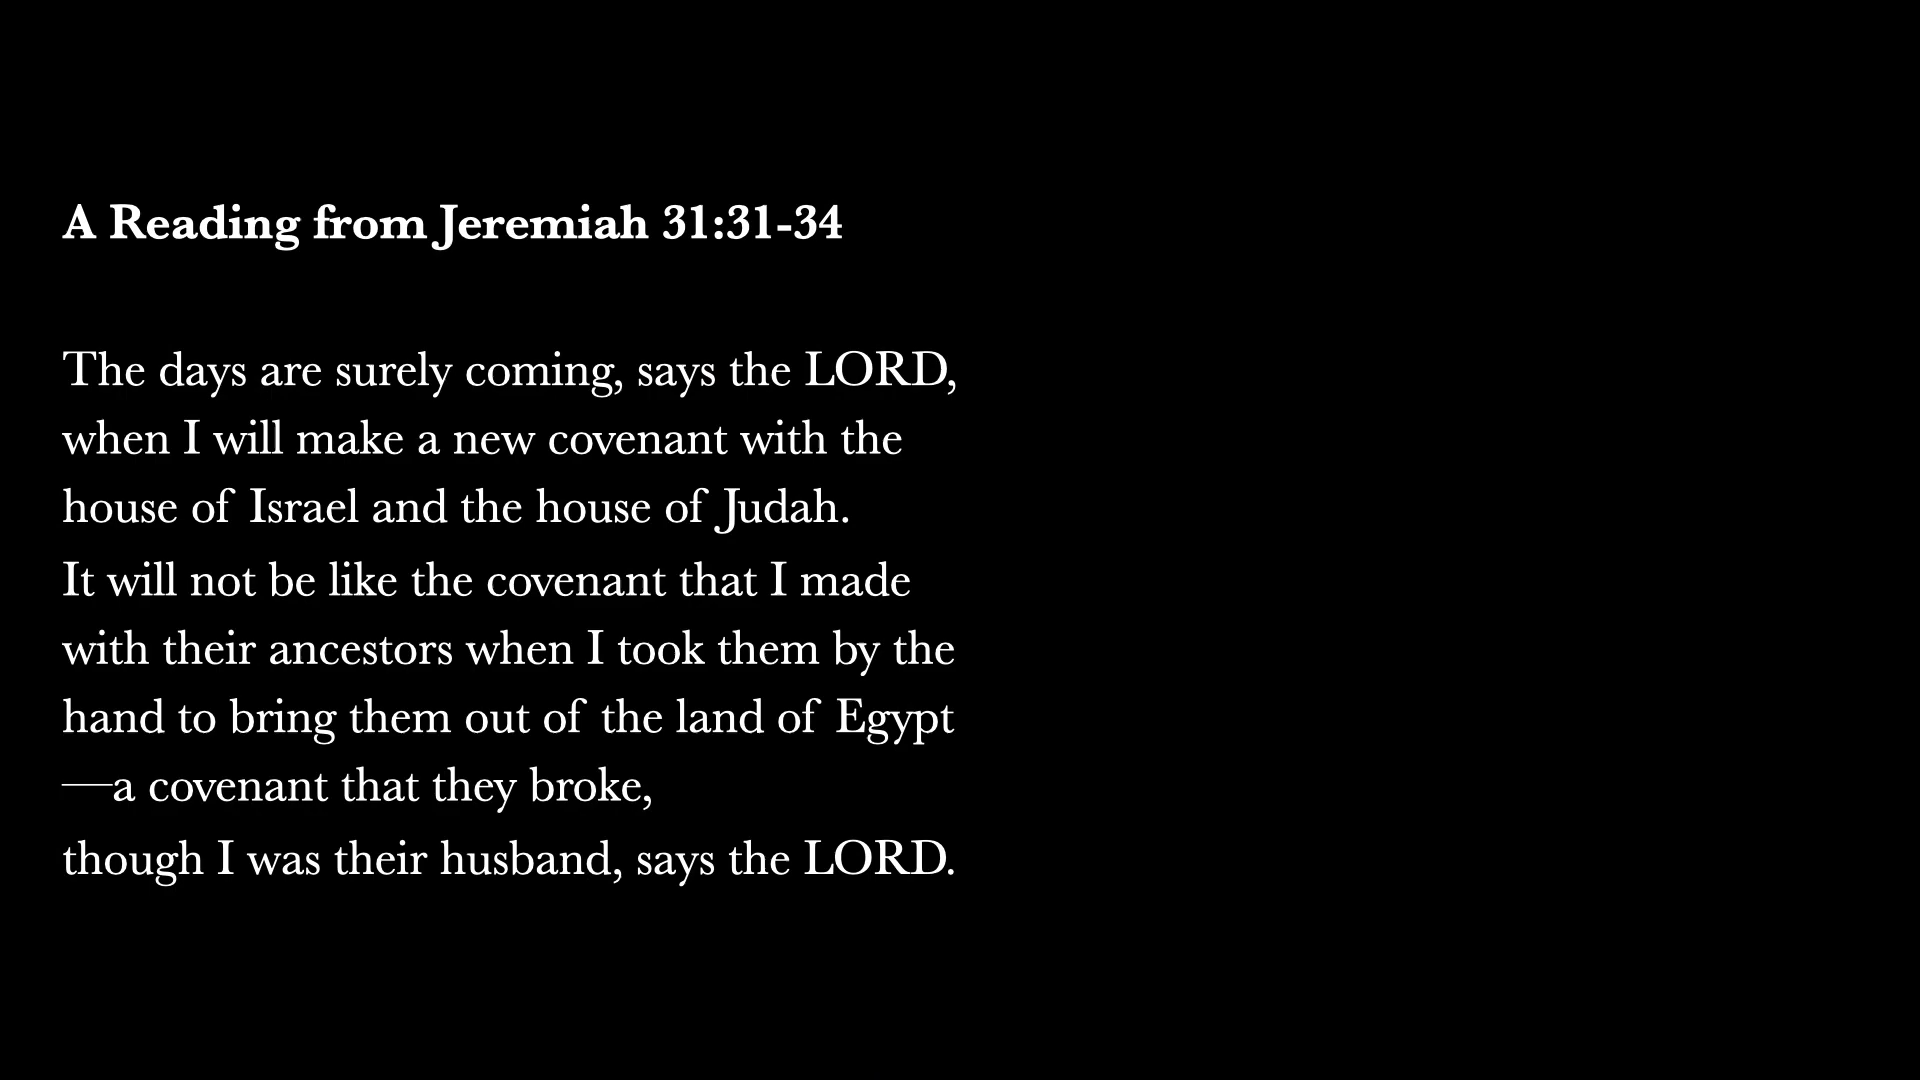 A Reading from Jeremiah 31:31-34
The days are surely coming, says the LORD,
when I will make a new covenant with the
house of Israel and the house of Judah.
It will not be like the covenant that I made
with their ancestors when I took them by the
hand to bring them out of the land of Egypt
—a covenant that they broke,
though I was their husband, says the LORD.